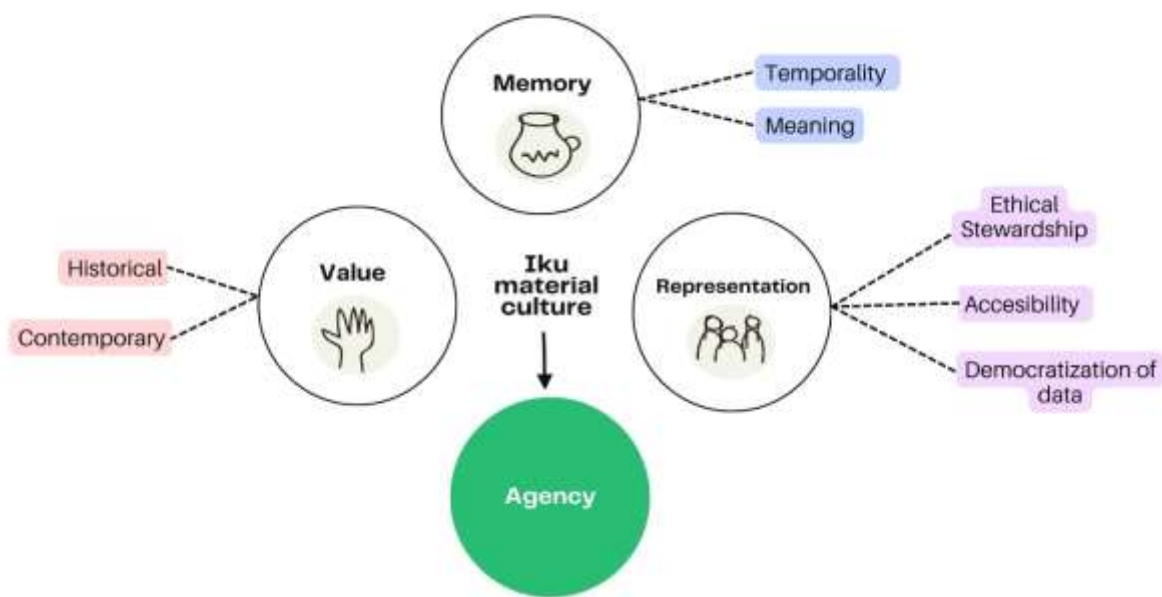 Memory
Temporality
Meaning
Historical
Contemporary
Value
Iku
material
culture
Representation
Ethical
Stewardship
Accesibility
Democratization of
data
Agency